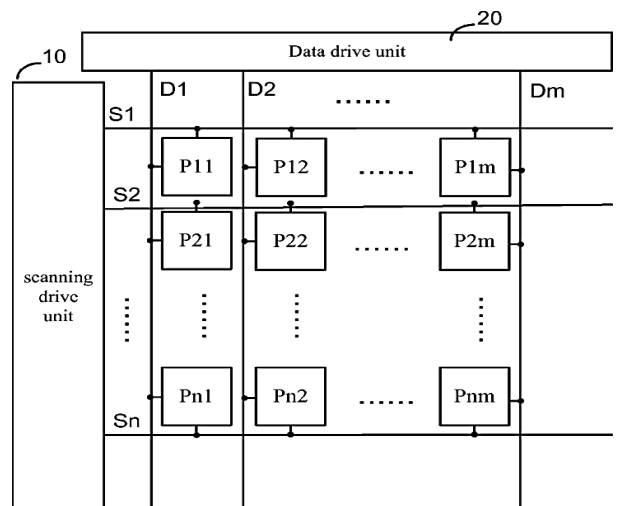 20
Data drive unit
10
D1 D2 ...... Dm
S1
P11 P12 ...... P1m
S2
P21 P22 ...... P2m
scanning
drive
unit
Pn1 Pn2 ...... Pnm
Sn